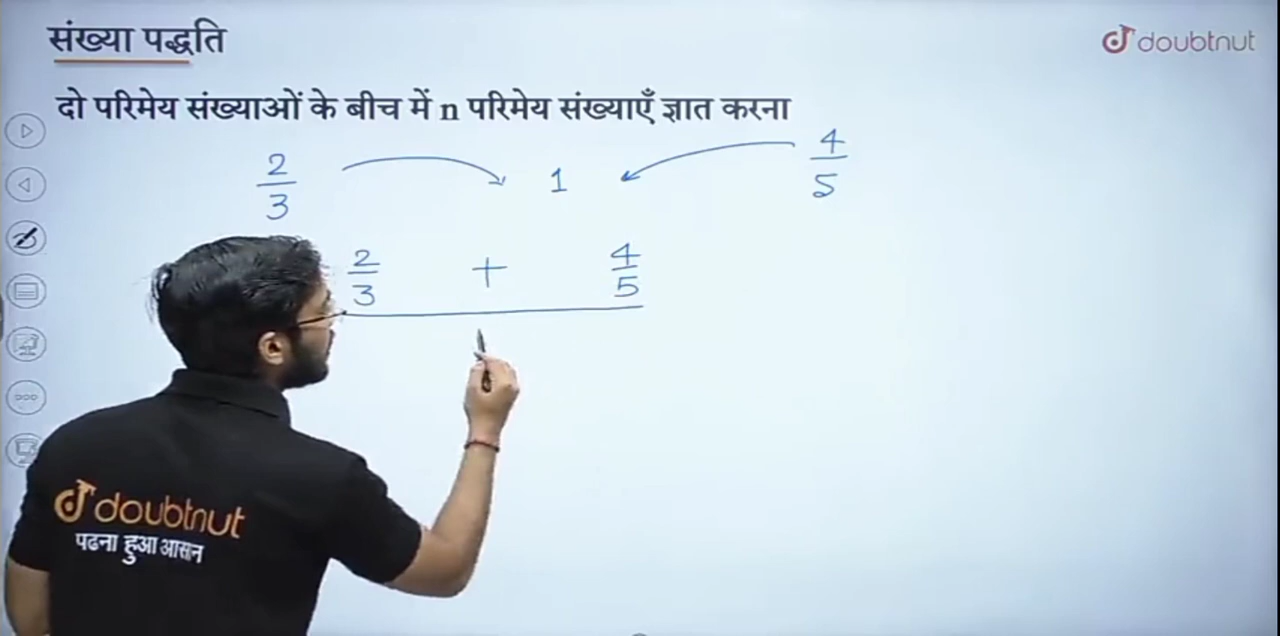 संख्या पद्धति
doubtnut
दो परिमेय संख्याओं के बीच में n परिमेय संख्याएँ ज्ञात करना
2/3 1 4/5
2/3 + 4/5
doubtnut
पढना हुआ आसान